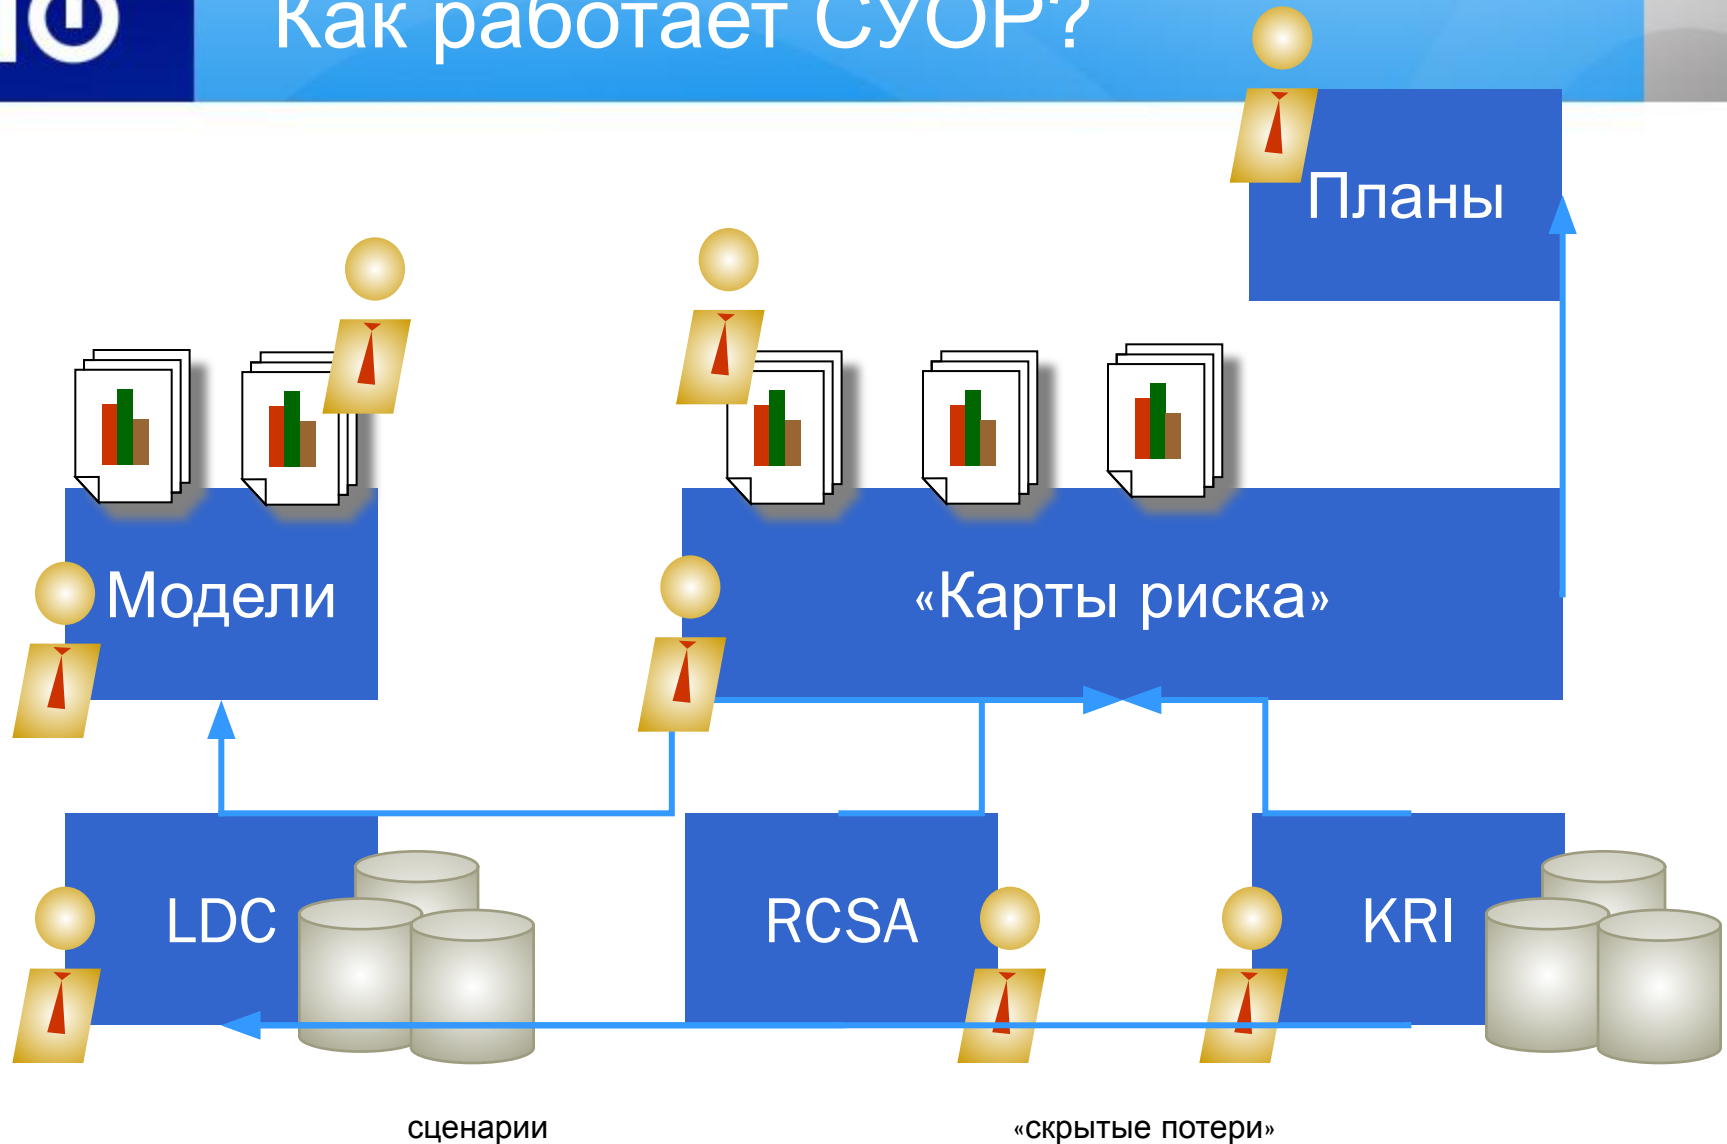 Как работает СУОР?
Планы
Модели
«Карты риска»
LDC
RCSA
KRI
сценарии
«скрытые потери»